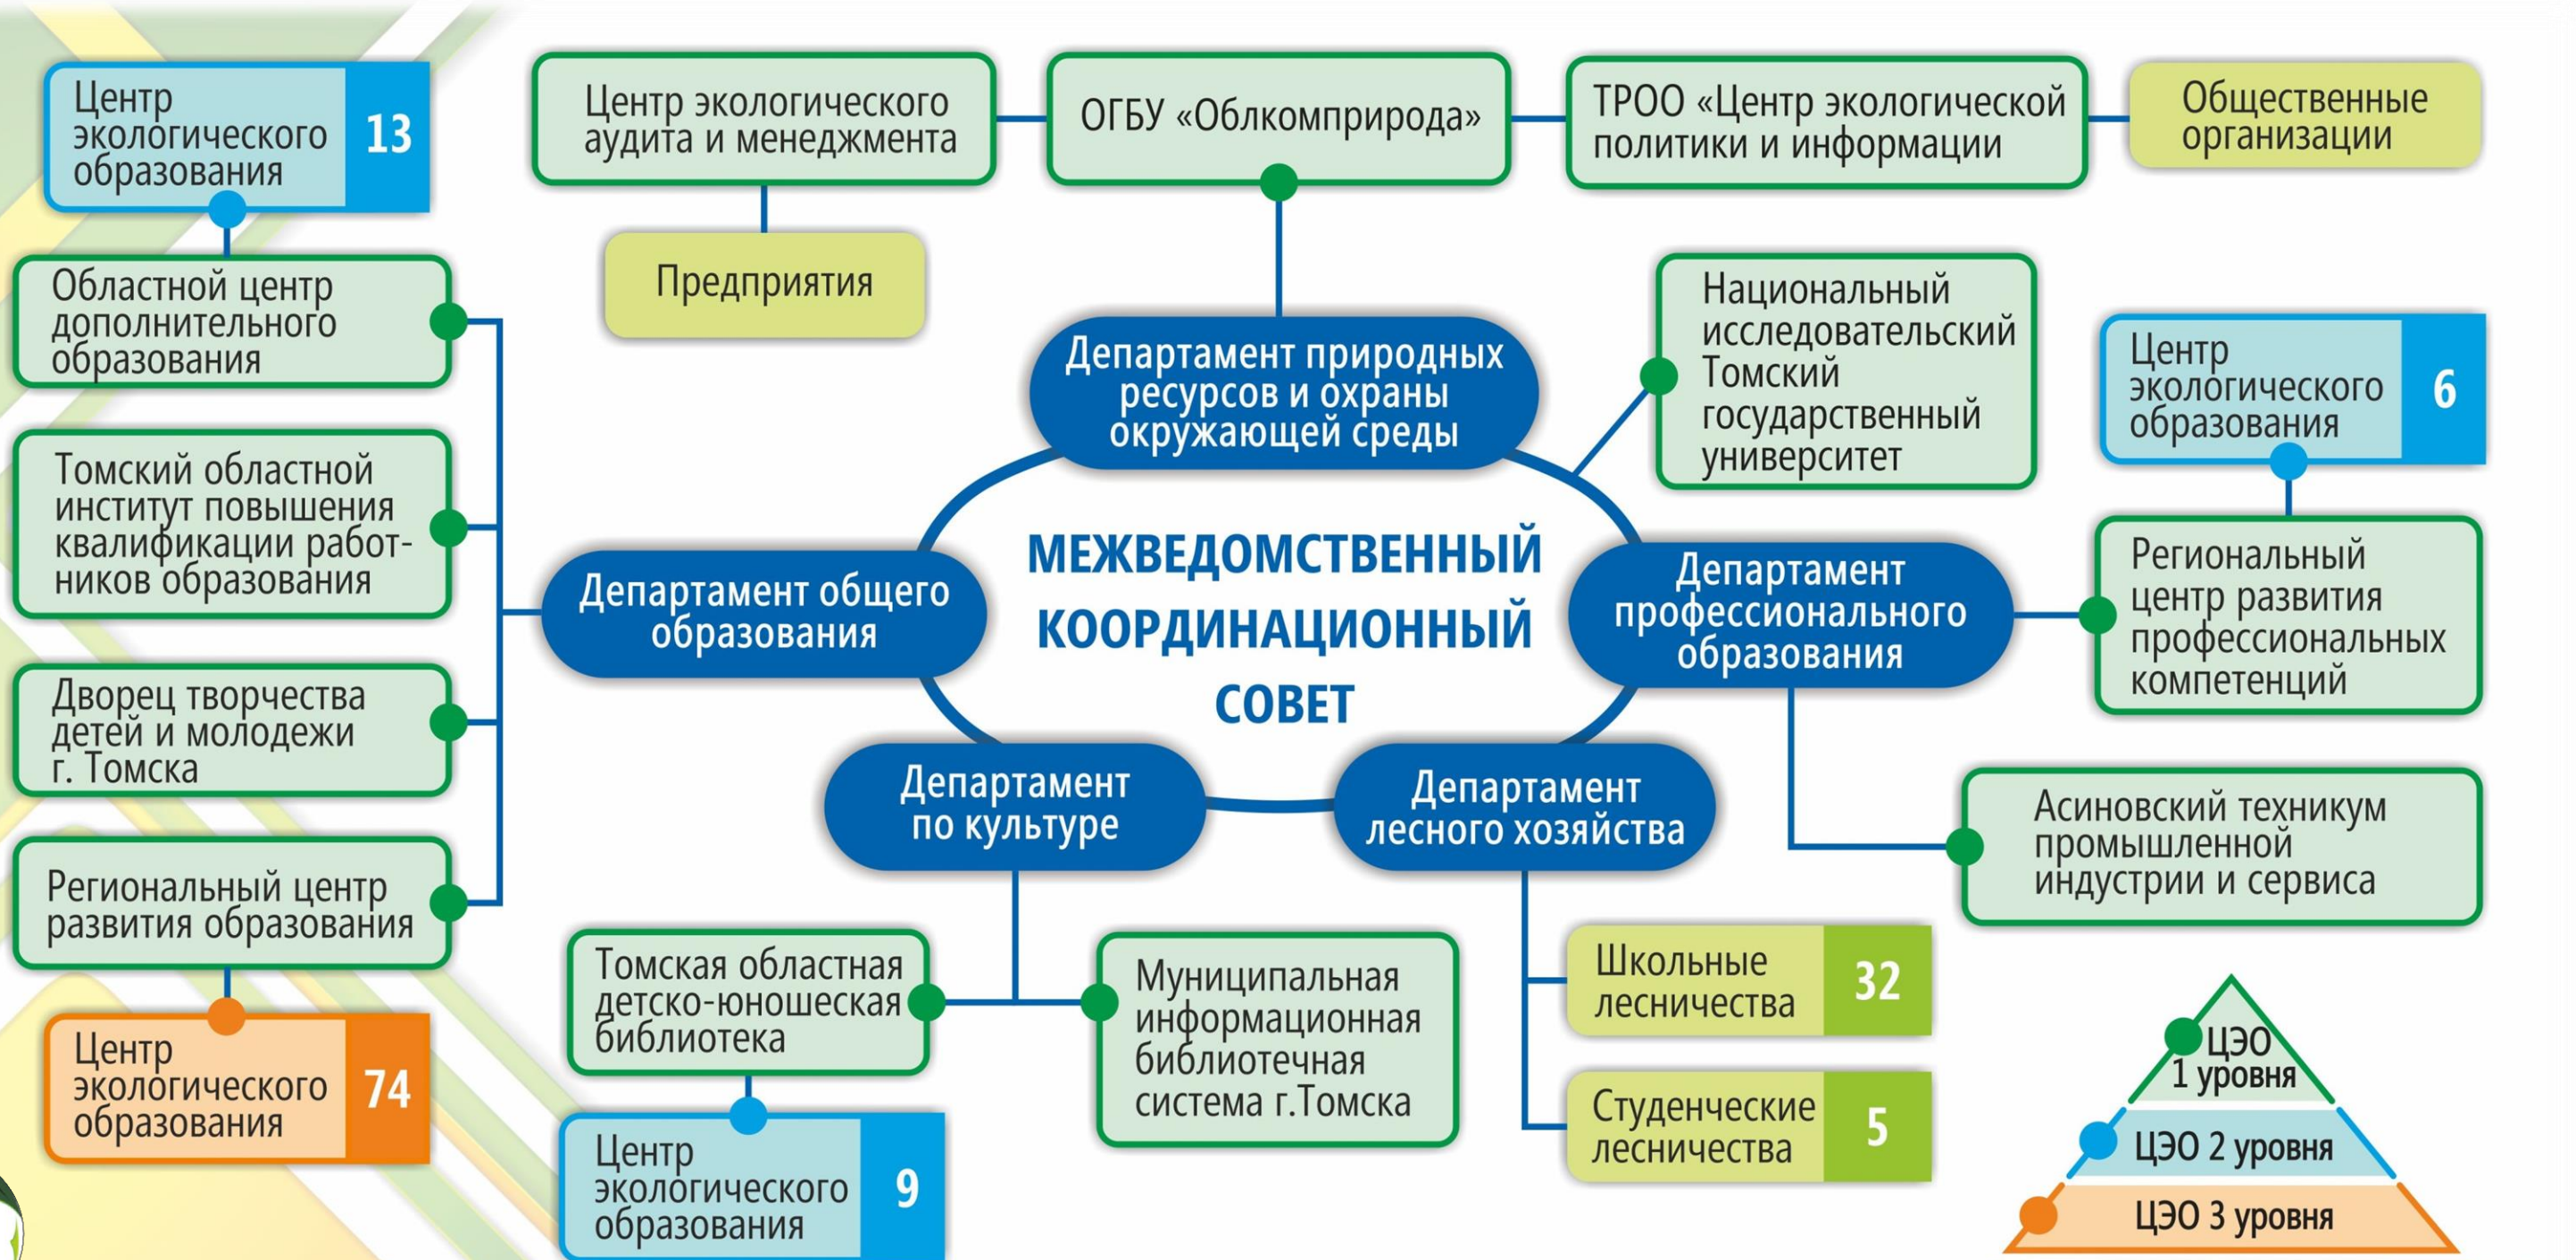 Центр
экологического
образования
13
Центр экологического
аудита и менеджмента
ОГБУ «Облкомприрода»
ТРОО «Центр экологической
политики и информации
Общественные
организации
Предприятия
Областной центр
дополнительного
образования
Томский областной
институт повышения
квалификации работ-
ников образования
Дворец творчества
детей и молодежи
г. Томска
Региональный центр
развития образования
Центр
экологического
образования
74
Департамент природных
ресурсов и охраны
окружающей среды
Национальный
исследовательский
Томский
государственный
университет
Центр
экологического
образования
6
МЕЖВЕДОМСТВЕННЫЙ
КООРДИНАЦИОННЫЙ
СОВЕТ
Департамент общего
образования
Департамент
профессионального
образования
Региональный
центр развития
профессиональных
компетенций
Департамент
по культуре
Департамент
лесного хозяйства
Асиновский техникум
промышленной
индустрии и сервиса
Томская областная
детско-юношеская
библиотека
Муниципальная
информационная
библиотечная
система г.Томска
Школьные
лесничества
32
Студенческие
лесничества
5
Центр
экологического
образования
9
ЦЭО
1 уровня
ЦЭО 2 уровня
ЦЭО 3 уровня